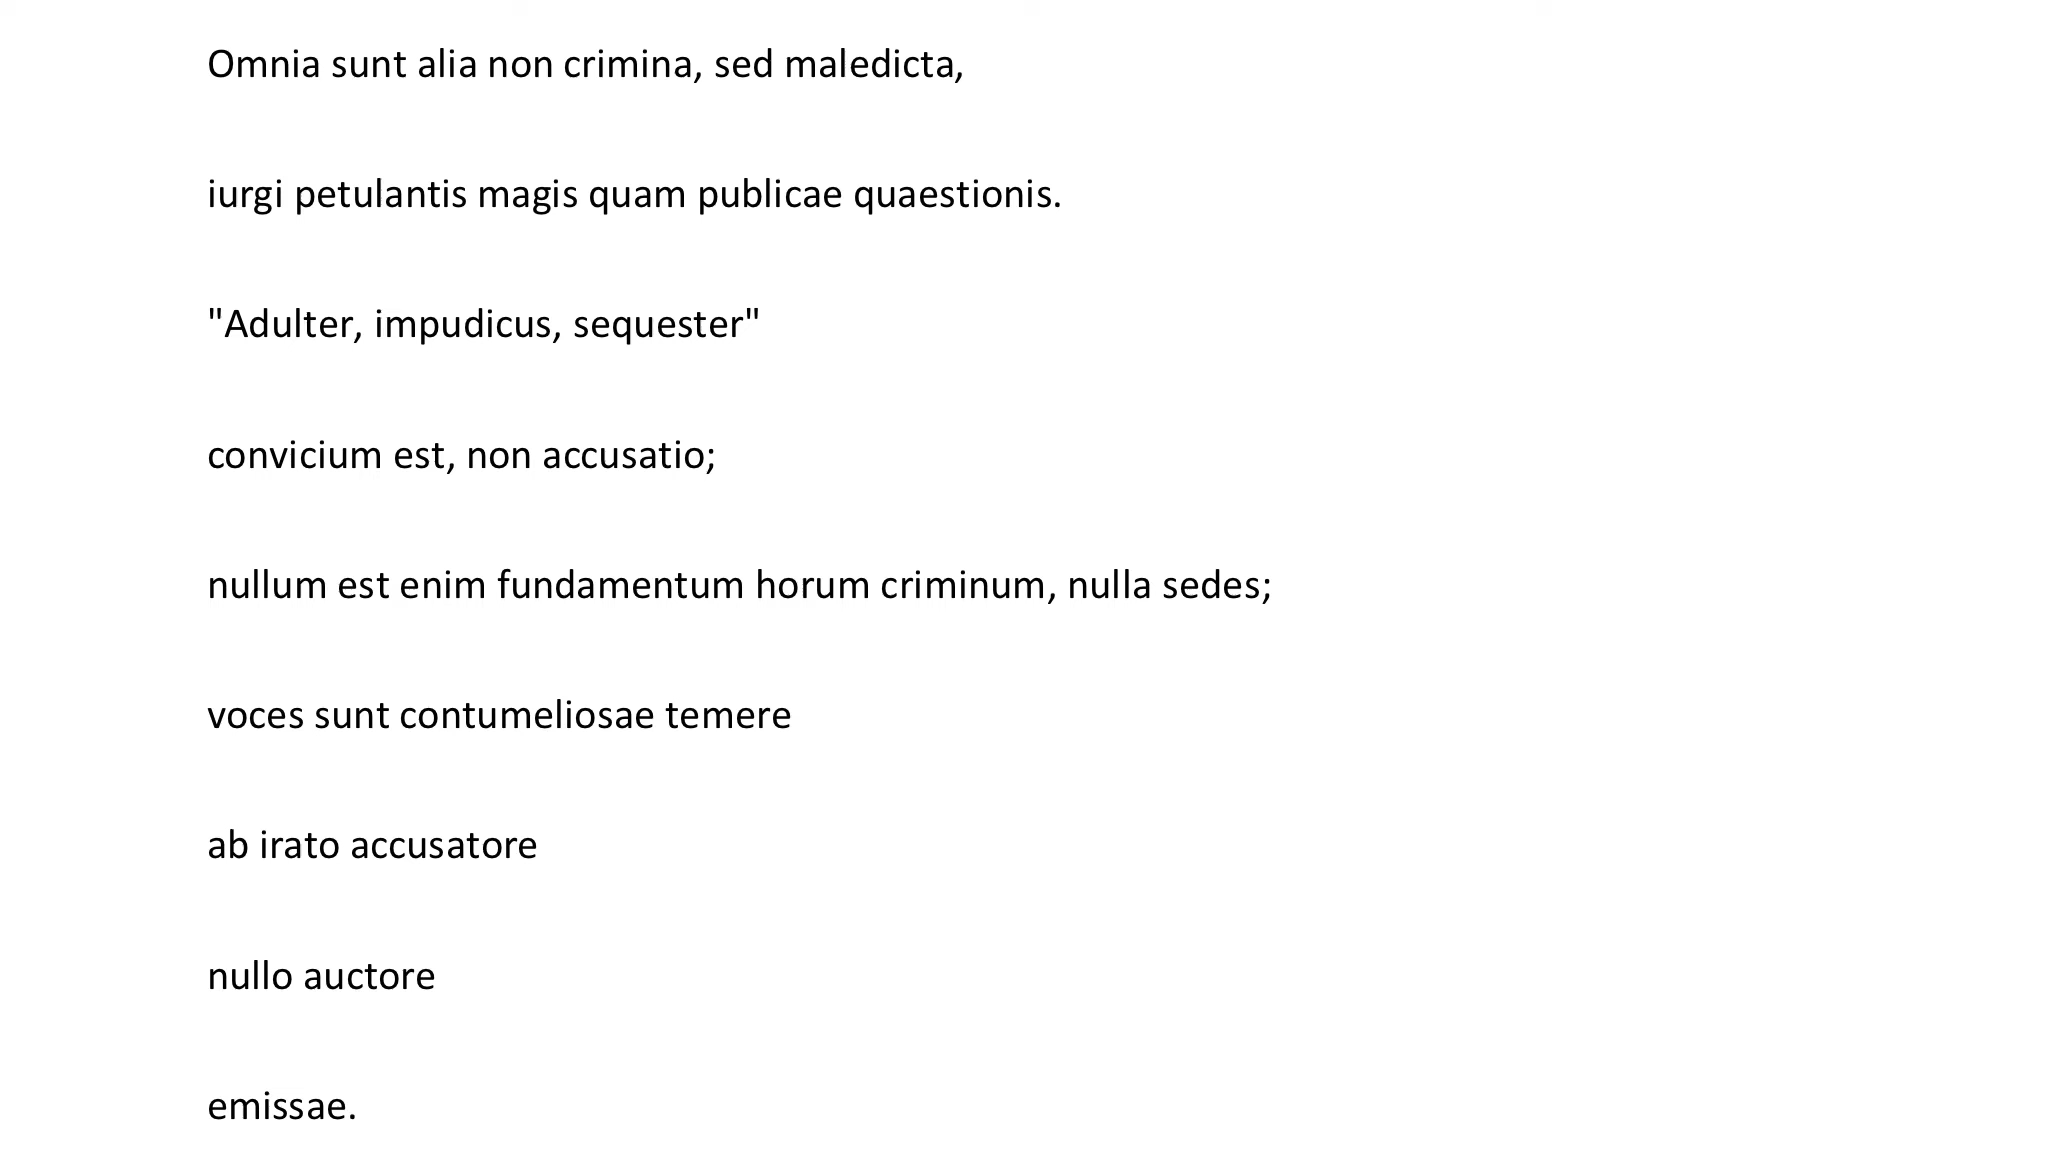 Omnia sunt alia non crimina, sed maledicta,
iurgi petulantis magis quam publicae quaestionis.
"Adulter, impudicus, sequester"
convicium est, non accusatio;
nullum est enim fundamentum horum criminum, nulla sedes;
voces sunt contumeliosae temere
ab irato accusatore
nullo auctore
emissae.